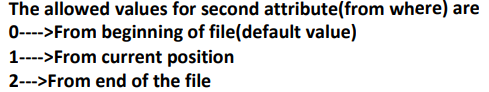 The allowed values for second attribute(from where) are
0---->From beginning of file(default value)
1---->From current position
2--->From end of the file